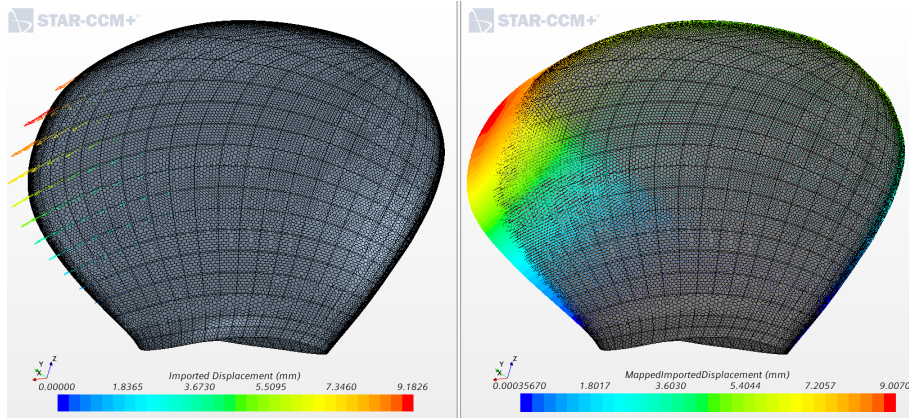 STAR-CCM+
Y
Z
X
Imported Displacement (mm)
0.00000 1.8365 3.6730 5.5095 7.3460 9.1826
STAR-CCM+
Y
Z
X
MappedImportedDisplacement (mm)
0.00035670 1.8017 3.6030 5.4044 7.2057 9.0070